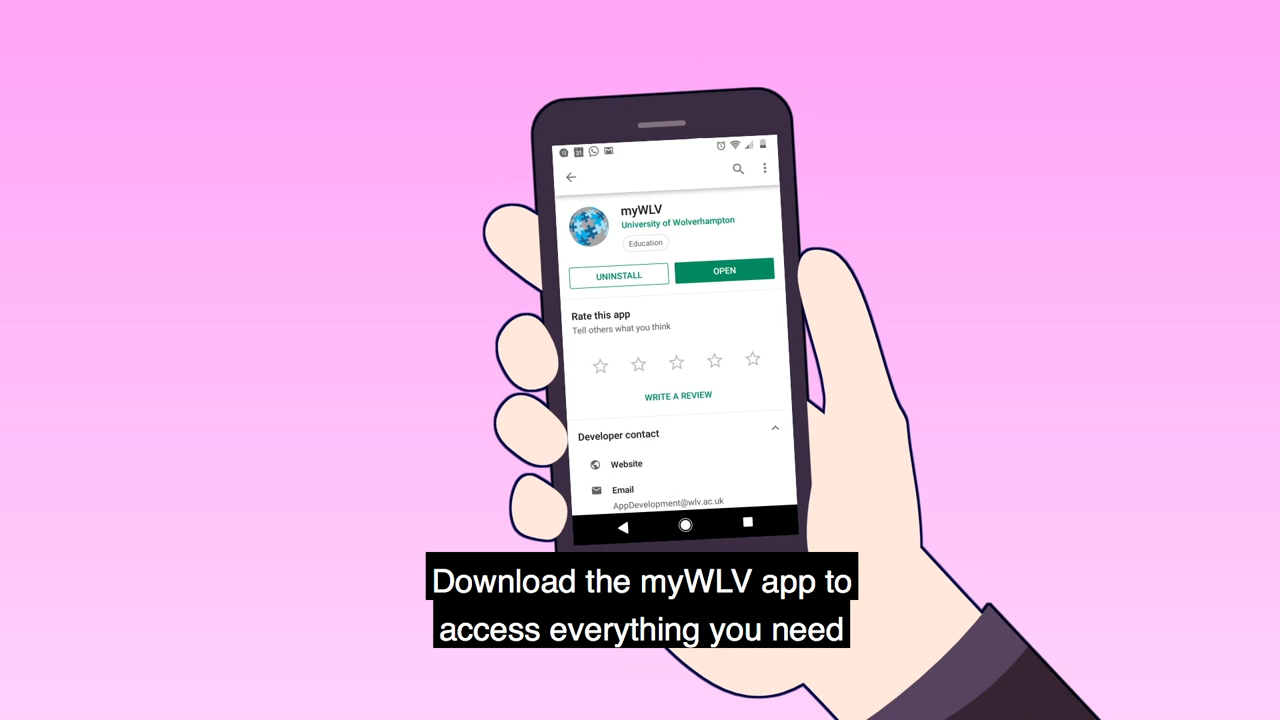 31
myWLV
University of Wolverhampton
Education
UNINSTALL
OPEN
Rate this app
Tell others what you think
WRITE A REVIEW
Developer contact
Website
Email
AppDevelopment@wlv.ac.uk
Download the myWLV app to
access everything you need